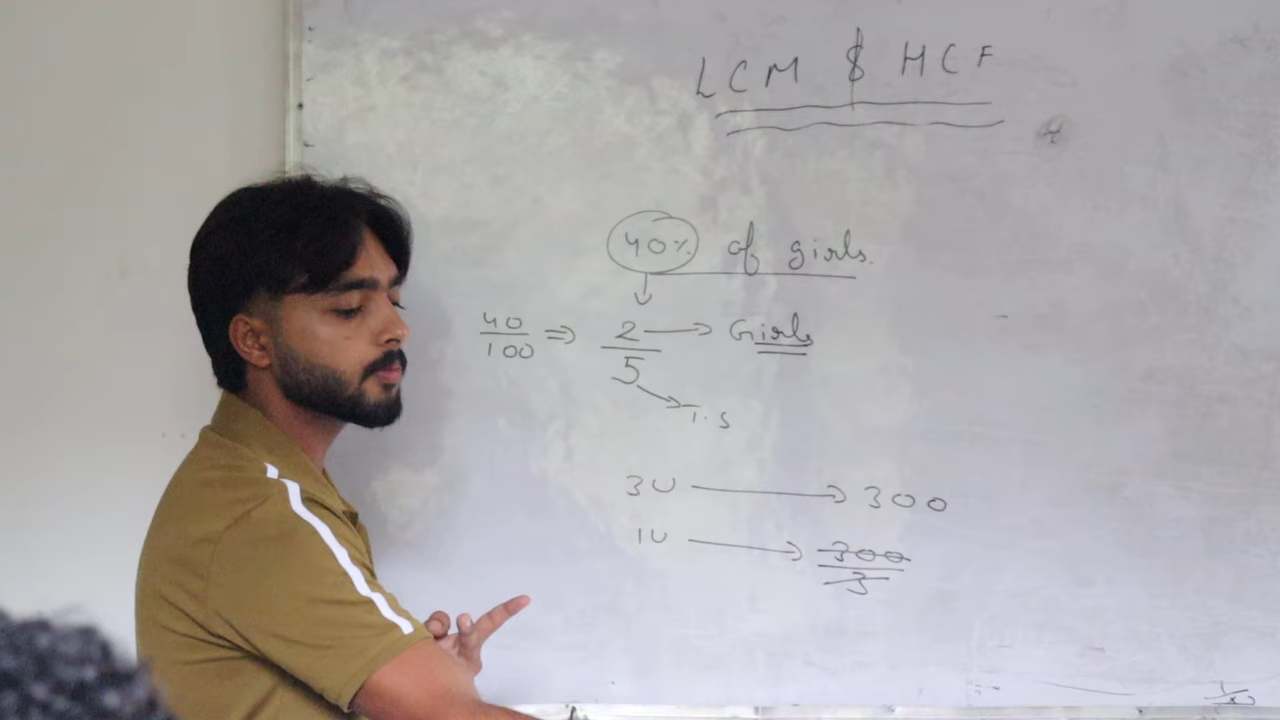 LCM & HCF
40% of girls.
40/100 ⇒ 2/5 → Girls
T.S
3U → 300
1U → 300/3